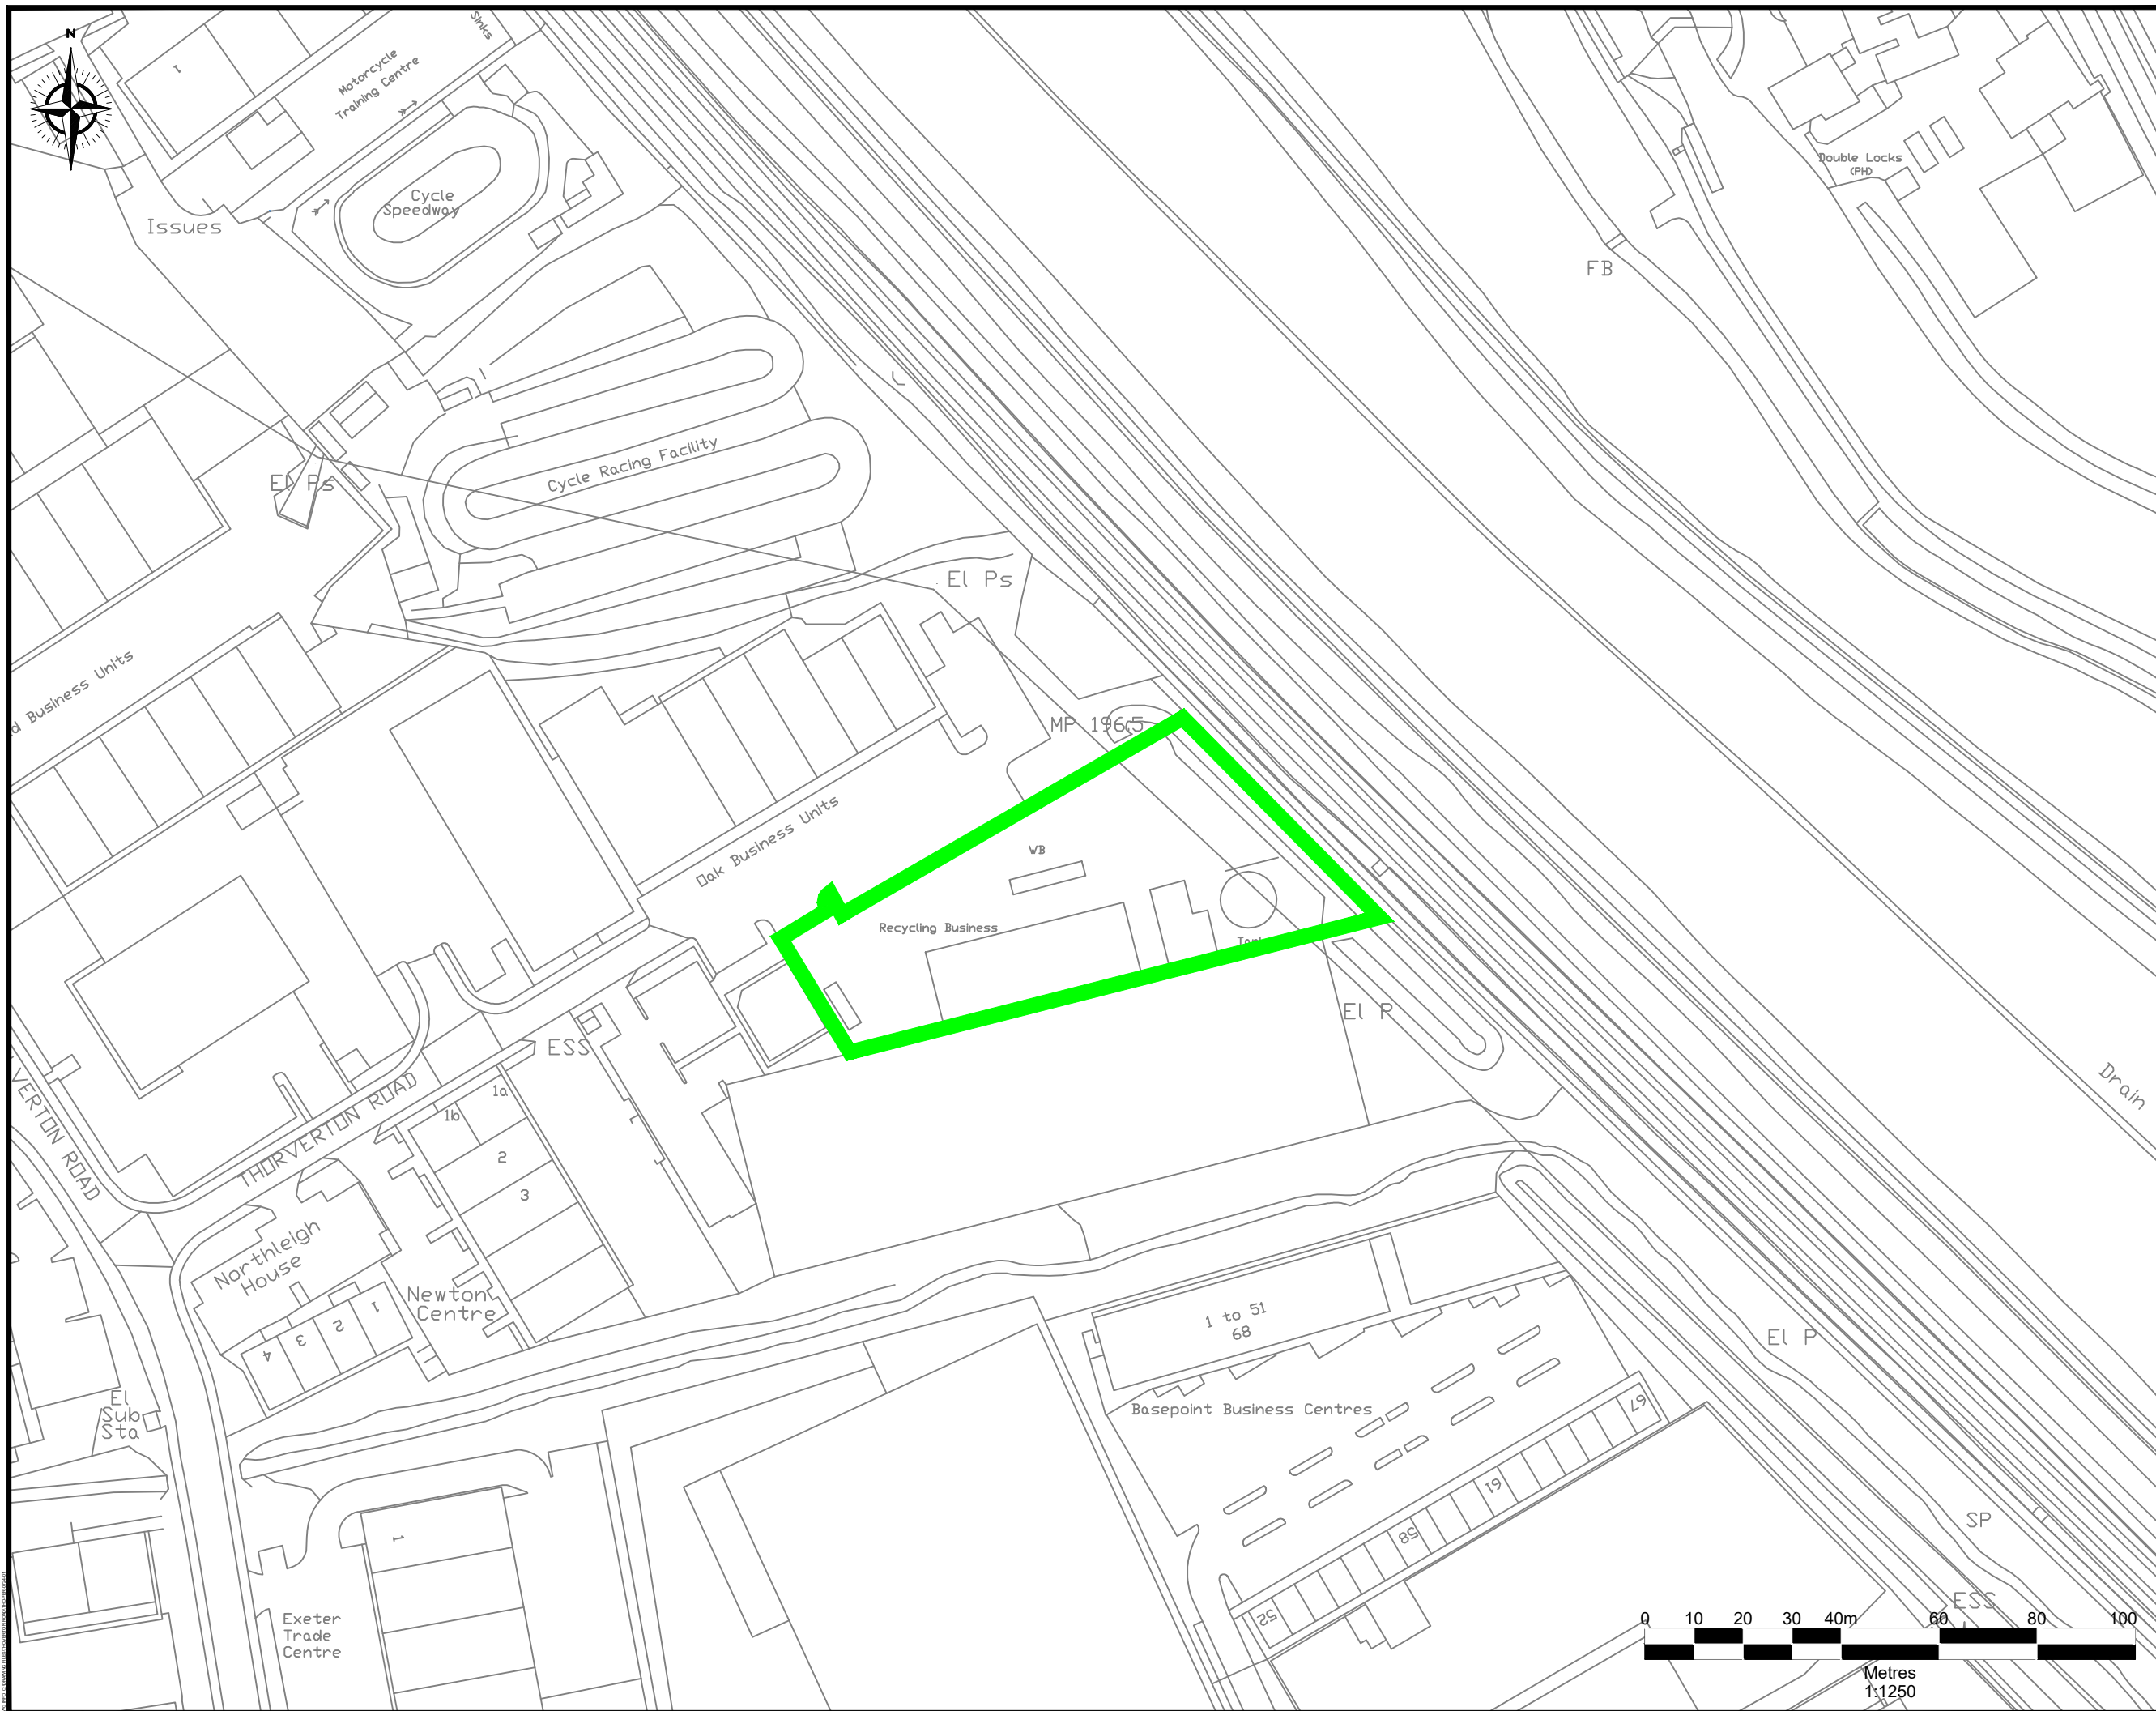 N
1
Motorcycle
Training Centre
Sinks
Cycle
Speedway
Issues
Double Locks
(PH)
FB
Cycle Racing Facility
El Ps
El Ps
d Business Units
MP 196.5
Oak Business Units
WB
Recycling Business
El P
ESS
Drain
VERTON ROAD
THORVERTON ROAD
1a
1b
2
3
Northleigh
House
Newton
Centre
1
2
3
4
El
Sub
Sta
1 to 51
68
El P
Basepoint Business Centres
67
61
58
52
SP
ESS
1
Exeter
Trade
Centre
0 10 20 30 40m 60 80 100
Metres
1:1250